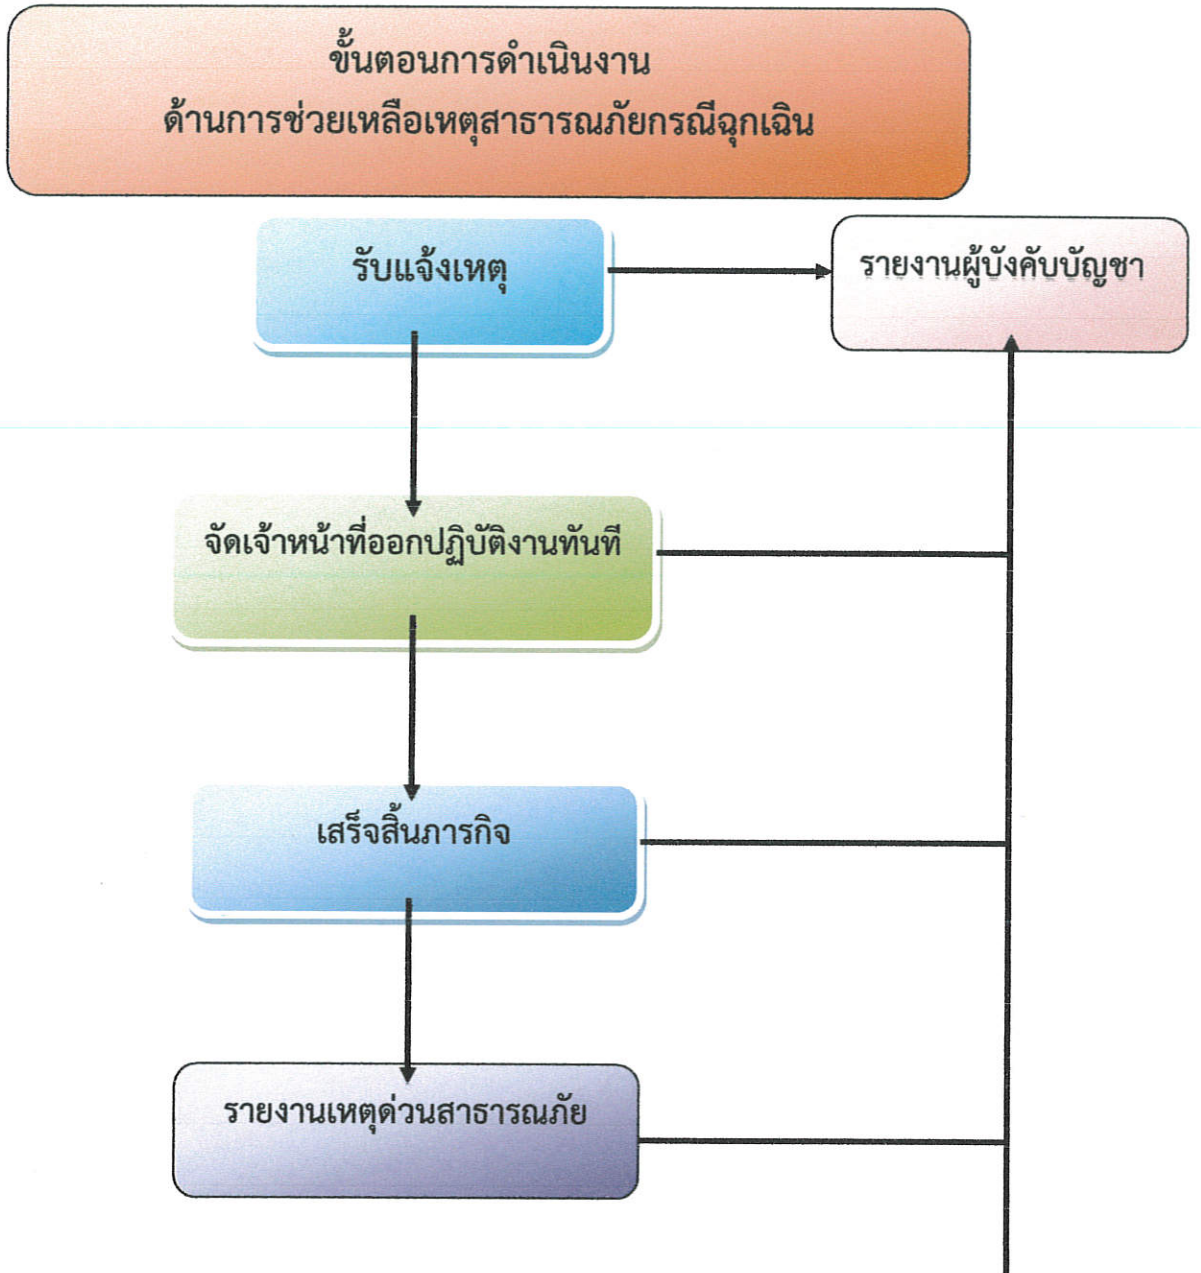 ขั้นตอนการดำเนินงาน
ด้านการช่วยเหลือเหตุสาธารณภัยกรณีฉุกเฉิน
รับแจ้งเหตุ
รายงานผู้บังคับบัญชา
จัดเจ้าหน้าที่ออกปฏิบัติงานทันที
เสร็จสิ้นภารกิจ
รายงานเหตุด่วนสาธารณภัย